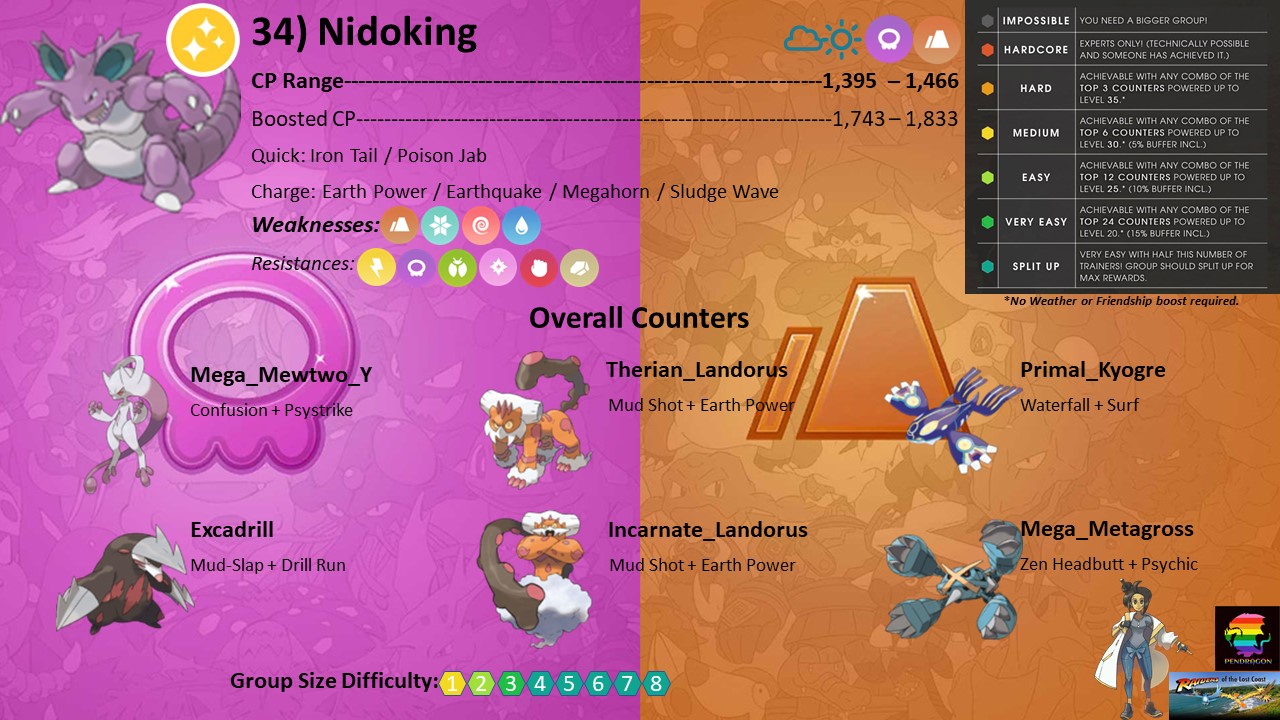 34) Nidoking
CP Range-----------------------------------------------------------------------1,395 – 1,466
Boosted CP-----------------------------------------------------------------------1,743 – 1,833
Quick: Iron Tail / Poison Jab
Charge: Earth Power / Earthquake / Megahorn / Sludge Wave
Weaknesses:
Resistances:
IMPOSSIBLE YOU NEED A BIGGER GROUP!
HARDCORE EXPERTS ONLY! (TECHNICALLY POSSIBLE
AND SOMEONE HAS ACHIEVED IT.)
HARD ACHIEVABLE WITH ANY COMBO OF THE
TOP 3 COUNTERS POWERED UP TO
LEVEL 35.*
MEDIUM ACHIEVABLE WITH ANY COMBO OF THE
TOP 6 COUNTERS POWERED UP TO
LEVEL 30.* (5% BUFFER INCL.)
EASY ACHIEVABLE WITH ANY COMBO OF THE
TOP 12 COUNTERS POWERED UP TO
LEVEL 25.* (10% BUFFER INCL.)
VERY EASY ACHIEVABLE WITH ANY COMBO OF THE
TOP 24 COUNTERS POWERED UP TO
LEVEL 20.* (15% BUFFER INCL.)
SPLIT UP VERY EASY WITH HALF THIS NUMBER OF
TRAINERS! GROUP SHOULD SPLIT UP FOR
MAX REWARDS.
*No Weather or Friendship boost required.
Overall Counters
Mega_Mewtwo_Y
Confusion + Psystrike
Therian_Landorus
Mud Shot + Earth Power
Primal_Kyogre
Waterfall + Surf
Excadrill
Mud-Slap + Drill Run
Incarnate_Landorus
Mud Shot + Earth Power
Mega_Metagross
Zen Headbutt + Psychic
Group Size Difficulty: 1 2 3 4 5 6 7 8
PENDRAGON
RAIDERS of the Lost Coast